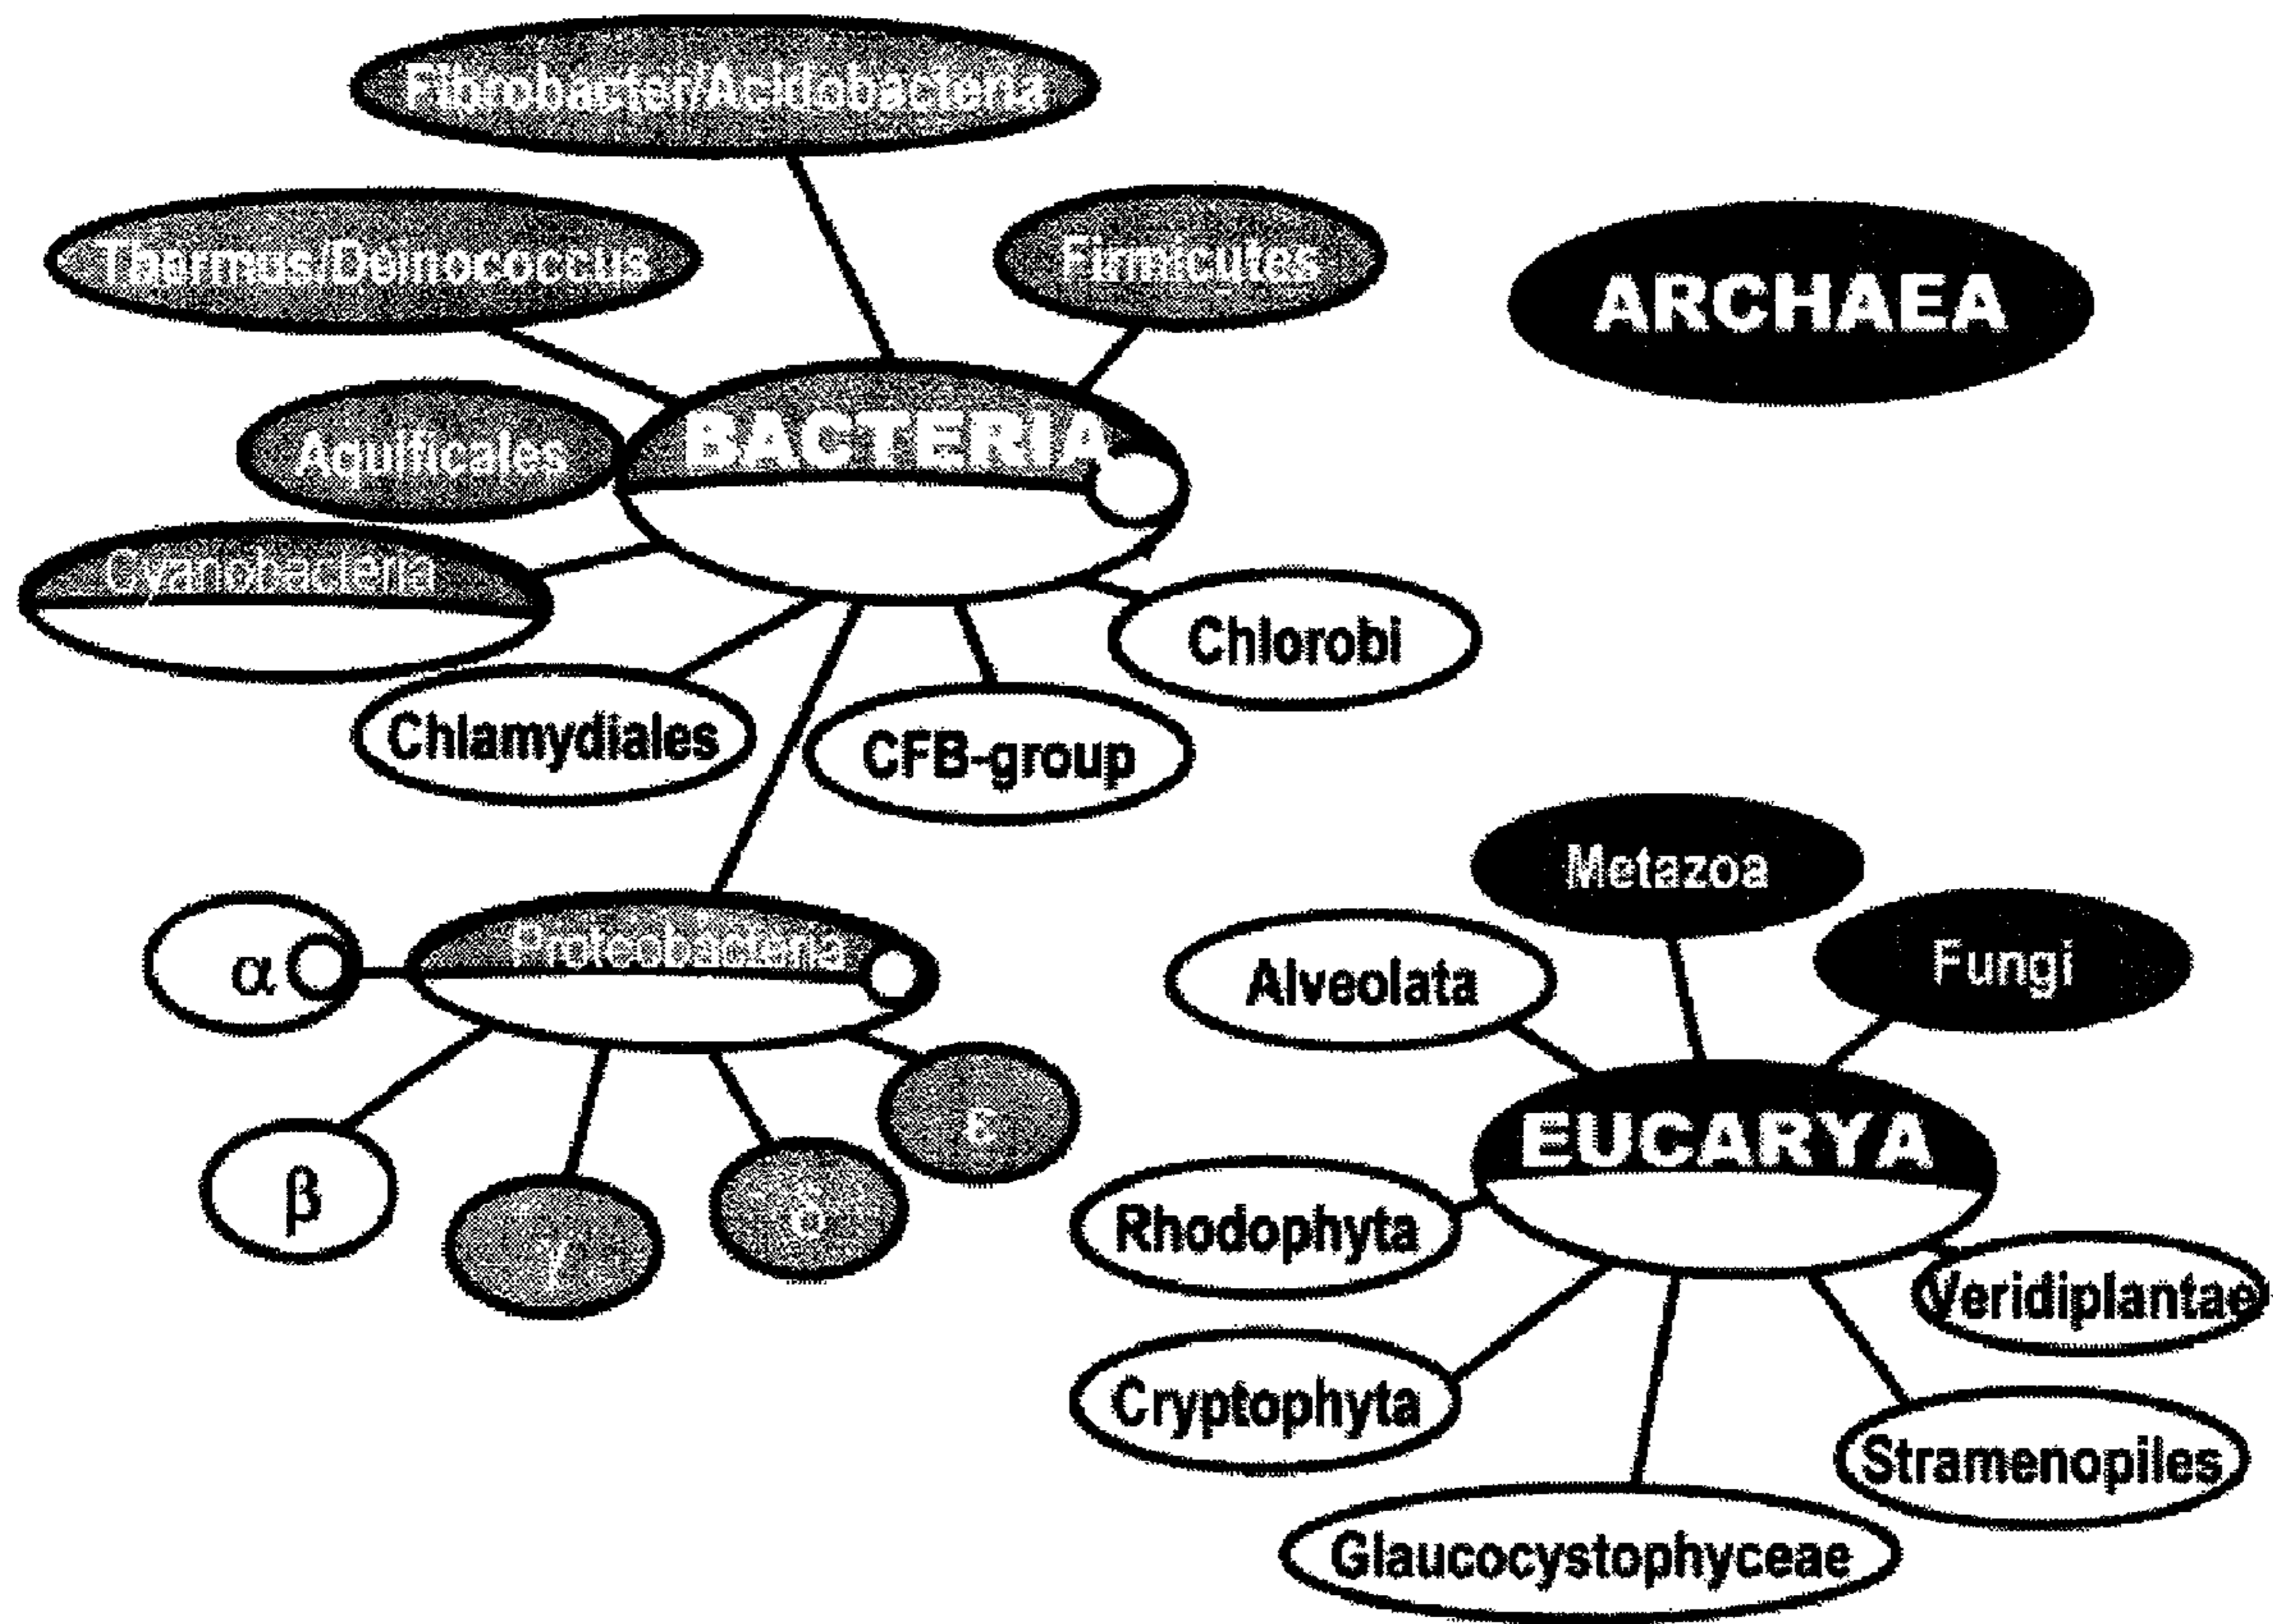 Fibrobacter/Acidobacteria
Thermus/Deinococcus
Firmicutes
ARCHAEA
Aquificales
BACTERIA
Cyanobacteria
Chlorobi
Chlamydiales
CFB-group
Metazoa
Fungi
Alveolata
α
Proteobacteria
ε
EUCARYA
β
γ
δ
Rhodophyta
Veridiplantae
Cryptophyta
Stramenopiles
Glaucocystophyceae